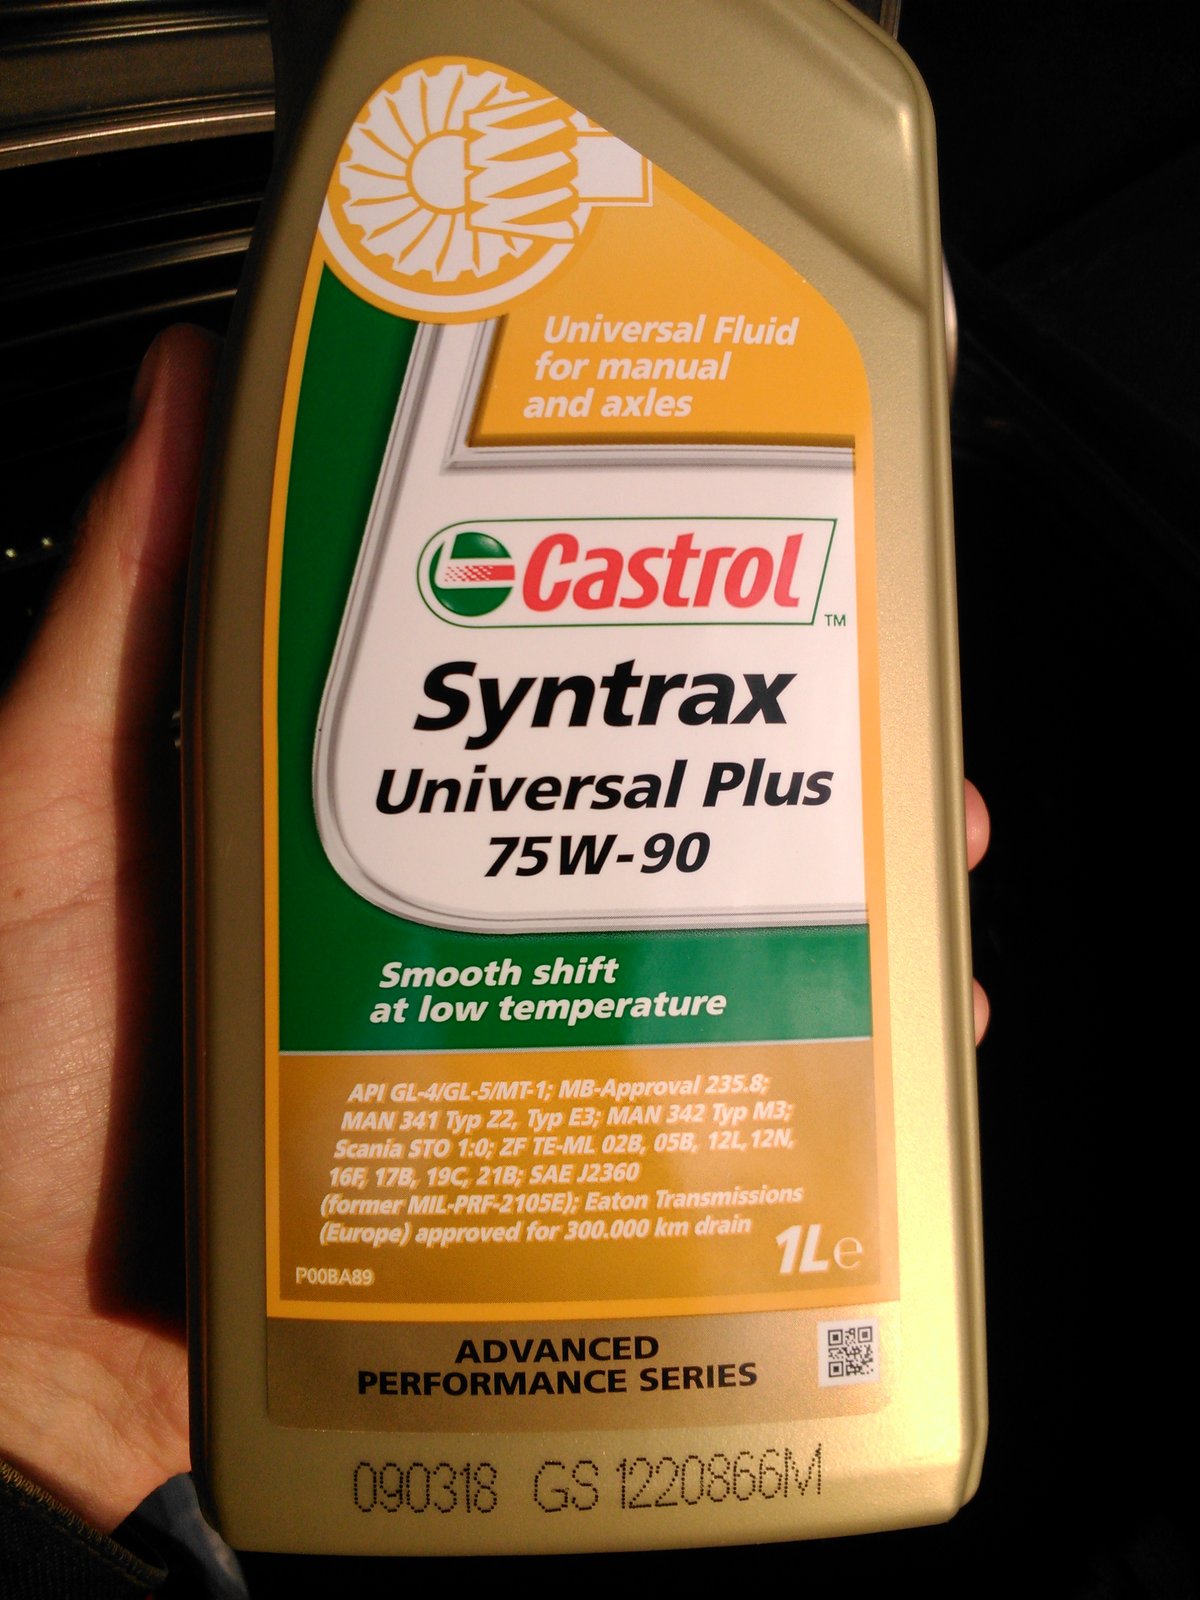 Universal Fluid
for manual
and axles
Castrol
TM
Syntrax
Universal Plus
75W-90
Smooth shift
at low temperature
API GL-4/GL-5/MT-1; MB-Approval 235.8;
MAN 341 Typ Z2, Typ E3; MAN 342 Typ M3;
Scania STO 1:0; ZF TE-ML 02B, 05B, 12L, 12N,
16F, 17B, 19C, 21B; SAE J2360
(former MIL-PRF-2105E); Eaton Transmissions
(Europe) approved for 300.000 km drain
1L e
P00BA89
ADVANCED
PERFORMANCE SERIES
090318 GS 1220866M